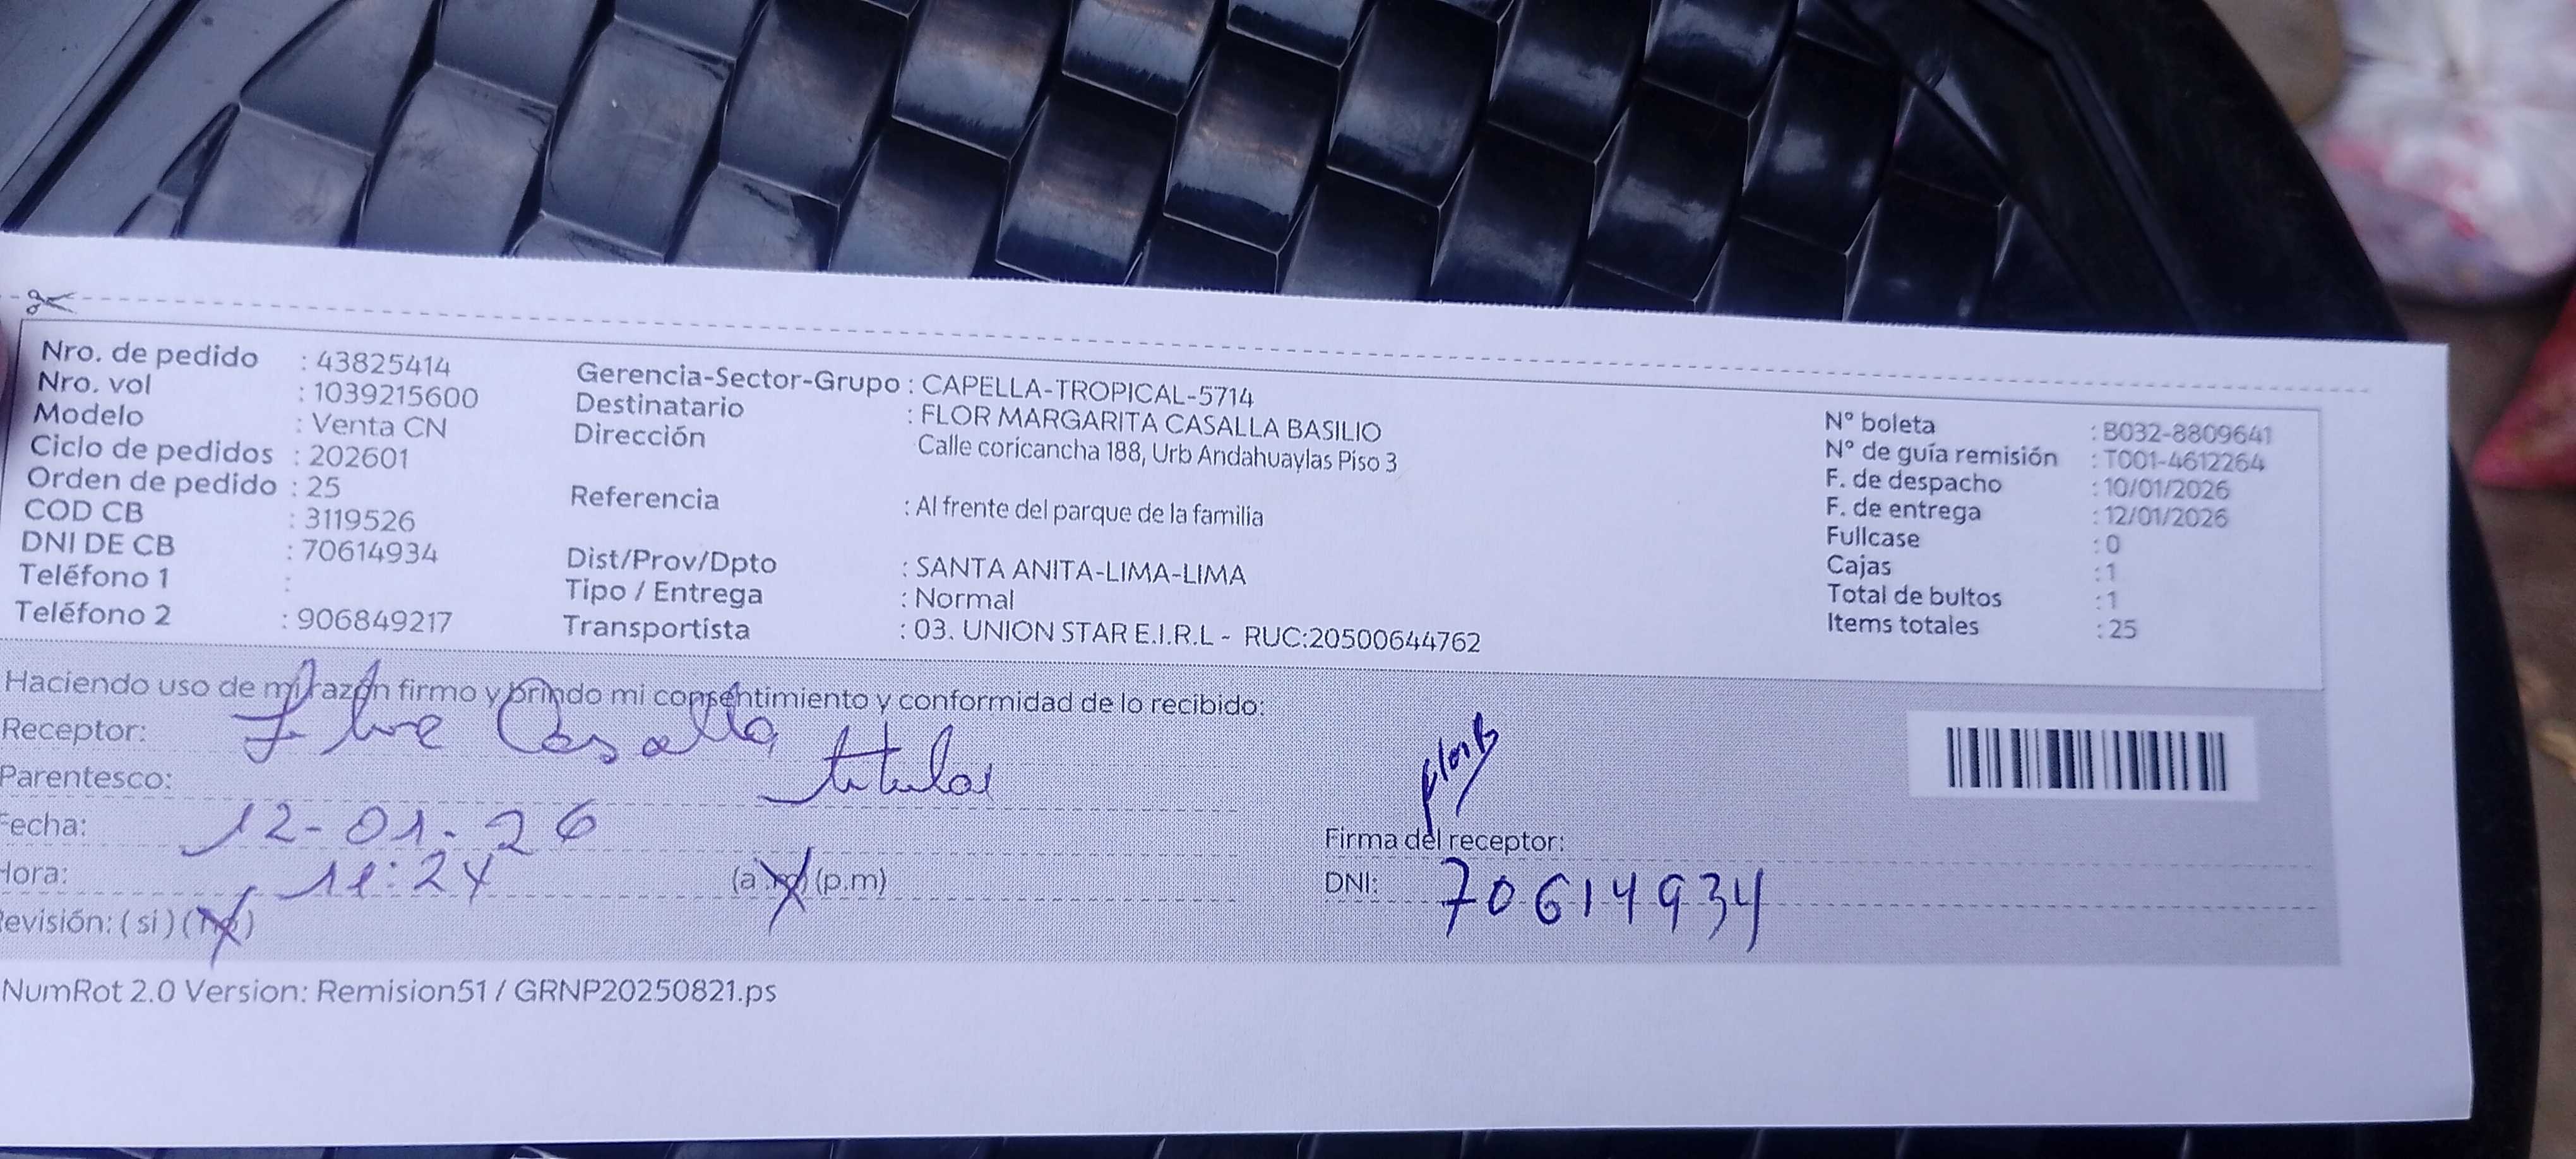 Nro. de pedido : 43825414
Nro. vol : 1039215600
Modelo : Venta CN
Ciclo de pedidos : 202601
Orden de pedido : 25
COD CB : 3119526
DNI DE CB : 70614934
Teléfono 1 :
Teléfono 2 : 906849217
Gerencia-Sector-Grupo : CAPELLA-TROPICAL-5714
Destinatario : FLOR MARGARITA CASALLA BASILIO
Dirección Calle coricancha 188, Urb Andahuaylas Piso 3
Referencia : Al frente del parque de la familia
Dist/Prov/Dpto : SANTA ANITA-LIMA-LIMA
Tipo / Entrega : Normal
Transportista : 03. UNION STAR E.I.R.L - RUC:20500644762
N° boleta : B032-8809641
N° de guía remisión : T001-4612264
F. de despacho : 10/01/2026
F. de entrega : 12/01/2026
Fullcase : 0
Cajas : 1
Total de bultos : 1
Items totales : 25
Haciendo uso de mi razón firmo y brindo mi consentimiento y conformidad de lo recibido:
Receptor: Casalla
Parentesco: titular
Fecha: 12-01-26
Hora: 11:24 (a.m) (p.m)
Revisión: (si) (no)
Firma del receptor:
DNI: 70614934
NumRot 2.0 Version: Remision51 / GRNP20250821.ps